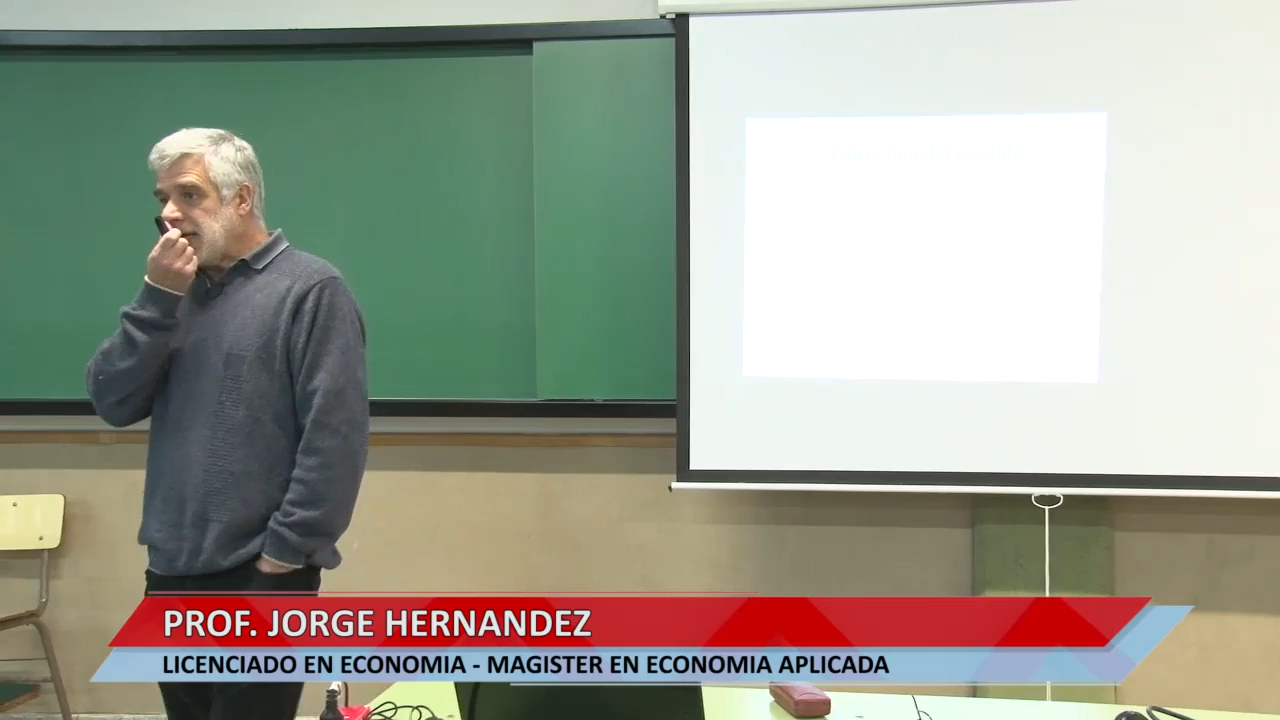 PROF. JORGE HERNANDEZ
LICENCIADO EN ECONOMIA - MAGISTER EN ECONOMIA APLICADA